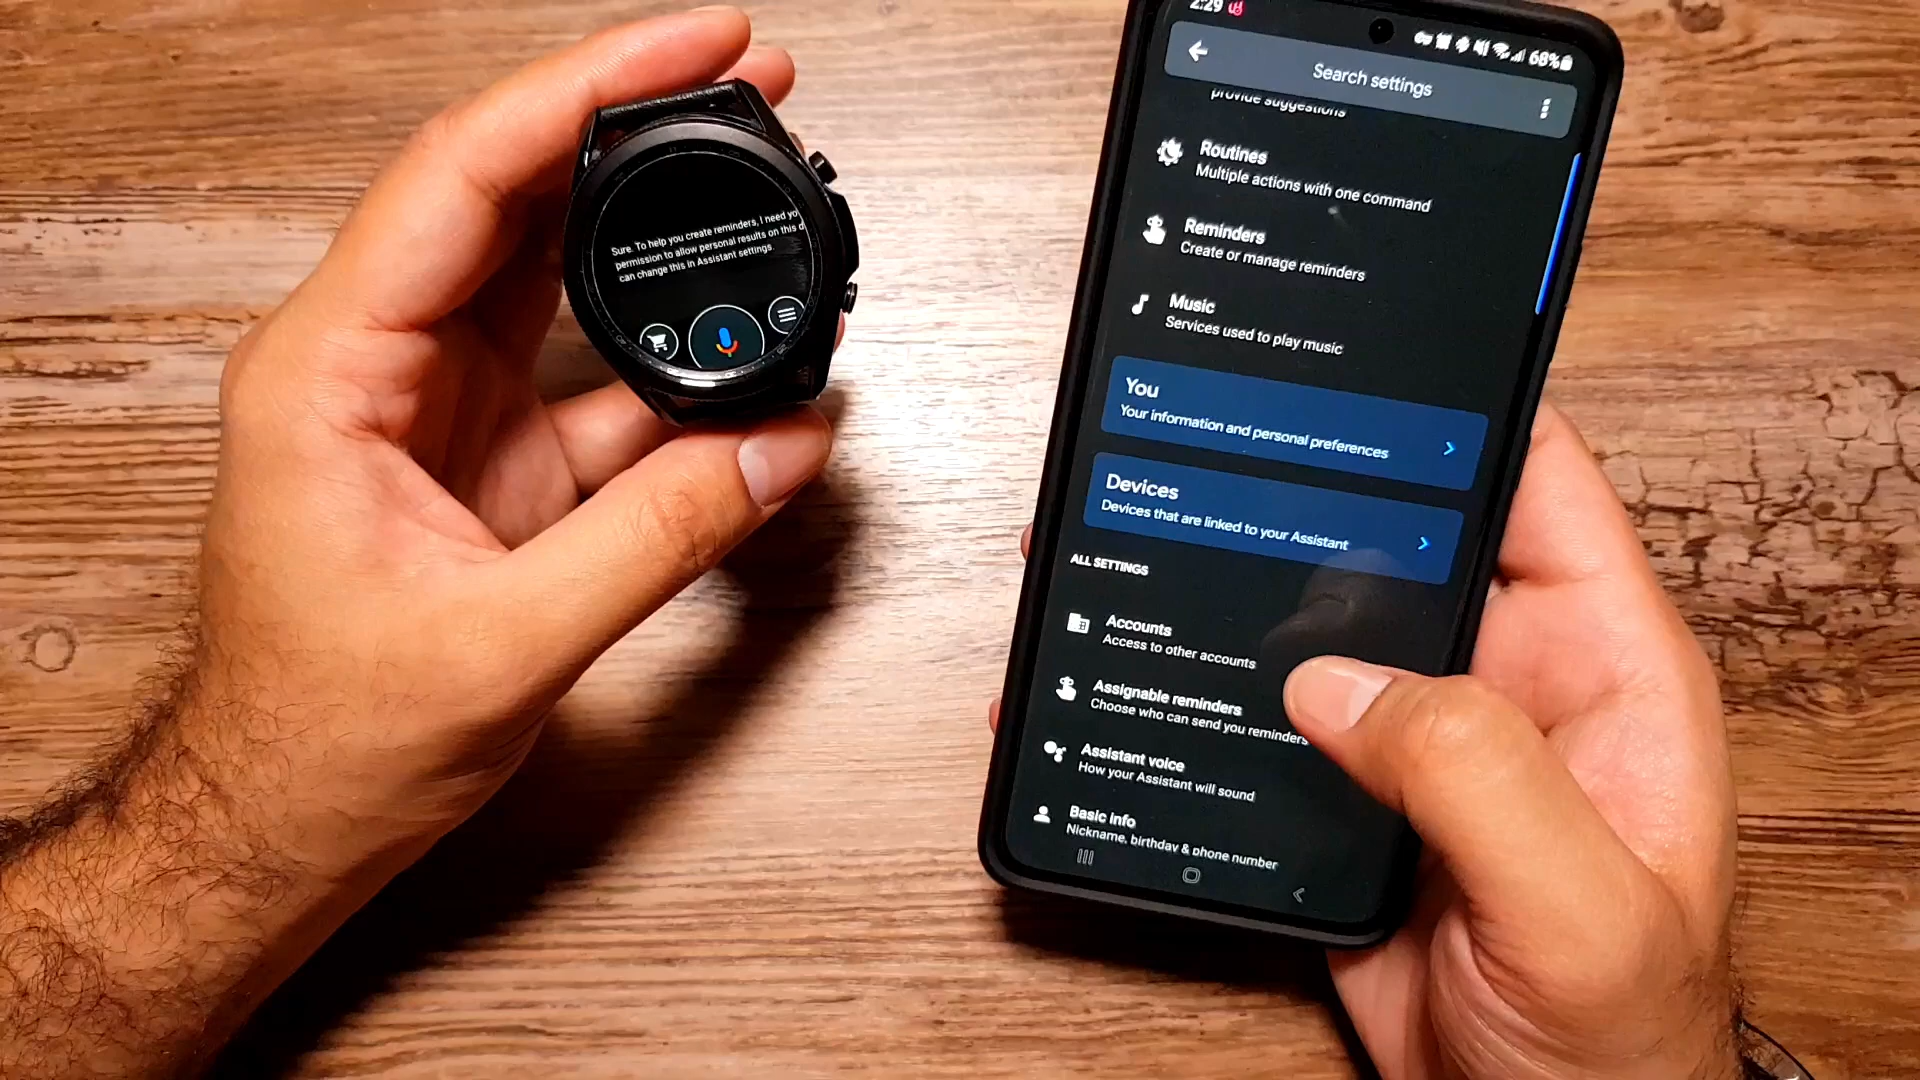 Sure. To help you create reminders, I need yo
permission to allow personal results on this d
can change this in Assistant settings.
2:29
68%
Search settings
provide suggestions
Routines
Multiple actions with one command
Reminders
Create or manage reminders
Music
Services used to play music
You
Your information and personal preferences
Devices
Devices that are linked to your Assistant
ALL SETTINGS
Accounts
Access to other accounts
Assignable reminders
Choose who can send you reminders
Assistant voice
How your Assistant will sound
Basic info
Nickname, birthday & phone number